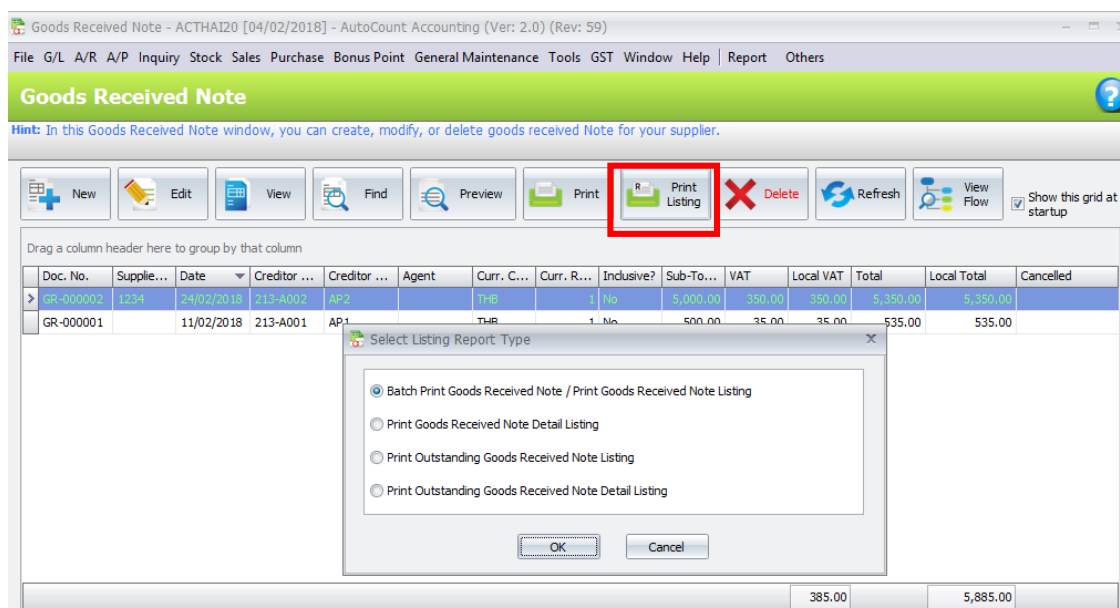 Goods Received Note - ACTHAI20 [04/02/2018] - AutoCount Accounting (Ver: 2.0) (Rev: 59)
File G/L A/R A/P Inquiry Stock Sales Purchase Bonus Point General Maintenance Tools GST Window Help Report Others
Goods Received Note
Hint: In this Goods Received Note window, you can create, modify, or delete goods received Note for your supplier.
New Edit View Find Preview Print Print Listing Delete Refresh View Flow Show this grid at startup
Drag a column header here to group by that column
Doc. No. Supplie... Date Creditor ... Creditor ... Agent Curr. C... Curr. R... Inclusive? Sub-To... VAT Local VAT Total Local Total Cancelled
GR-000002 1234 24/02/2018 213-A002 AP2 THB 1 No 5,000.00 350.00 350.00 5,350.00 5,350.00
GR-000001 11/02/2018 213-A001 AP1 THB 1 No 500.00 35.00 35.00 535.00 535.00
Select Listing Report Type
Batch Print Goods Received Note / Print Goods Received Note Listing
Print Goods Received Note Detail Listing
Print Outstanding Goods Received Note Listing
Print Outstanding Goods Received Note Detail Listing
OK Cancel
385.00 5,885.00